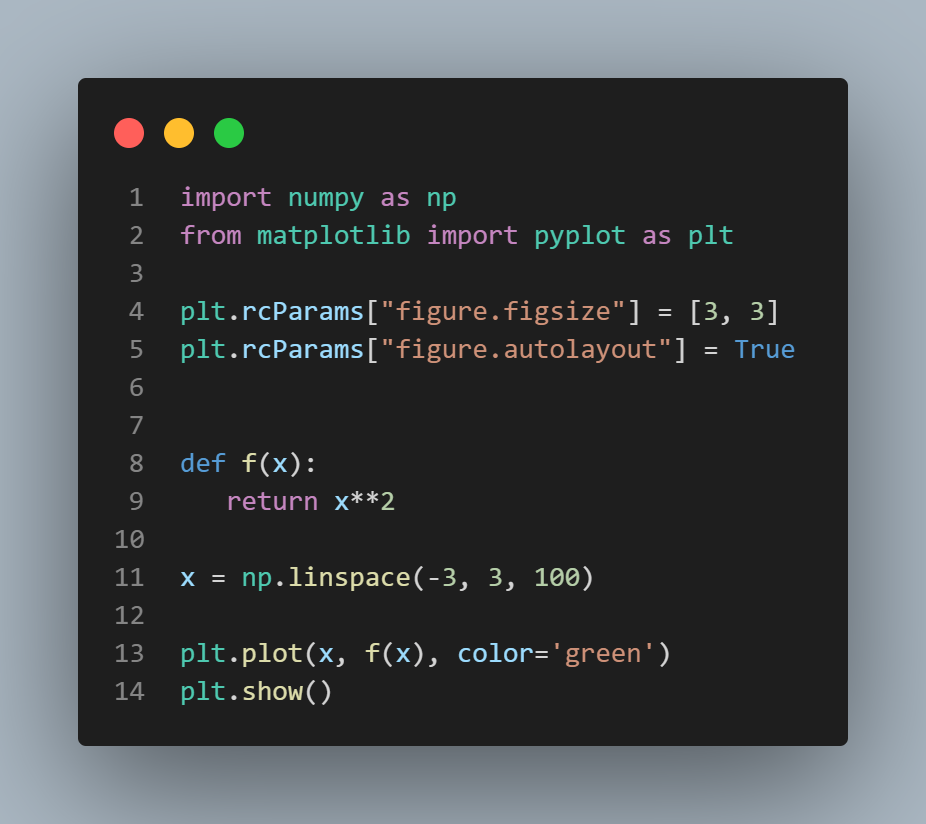 1 import numpy as np
2 from matplotlib import pyplot as plt
3
4 plt.rcParams["figure.figsize"] = [3, 3]
5 plt.rcParams["figure.autolayout"] = True
6
7
8 def f(x):
9    return x**2
10
11 x = np.linspace(-3, 3, 100)
12
13 plt.plot(x, f(x), color='green')
14 plt.show()